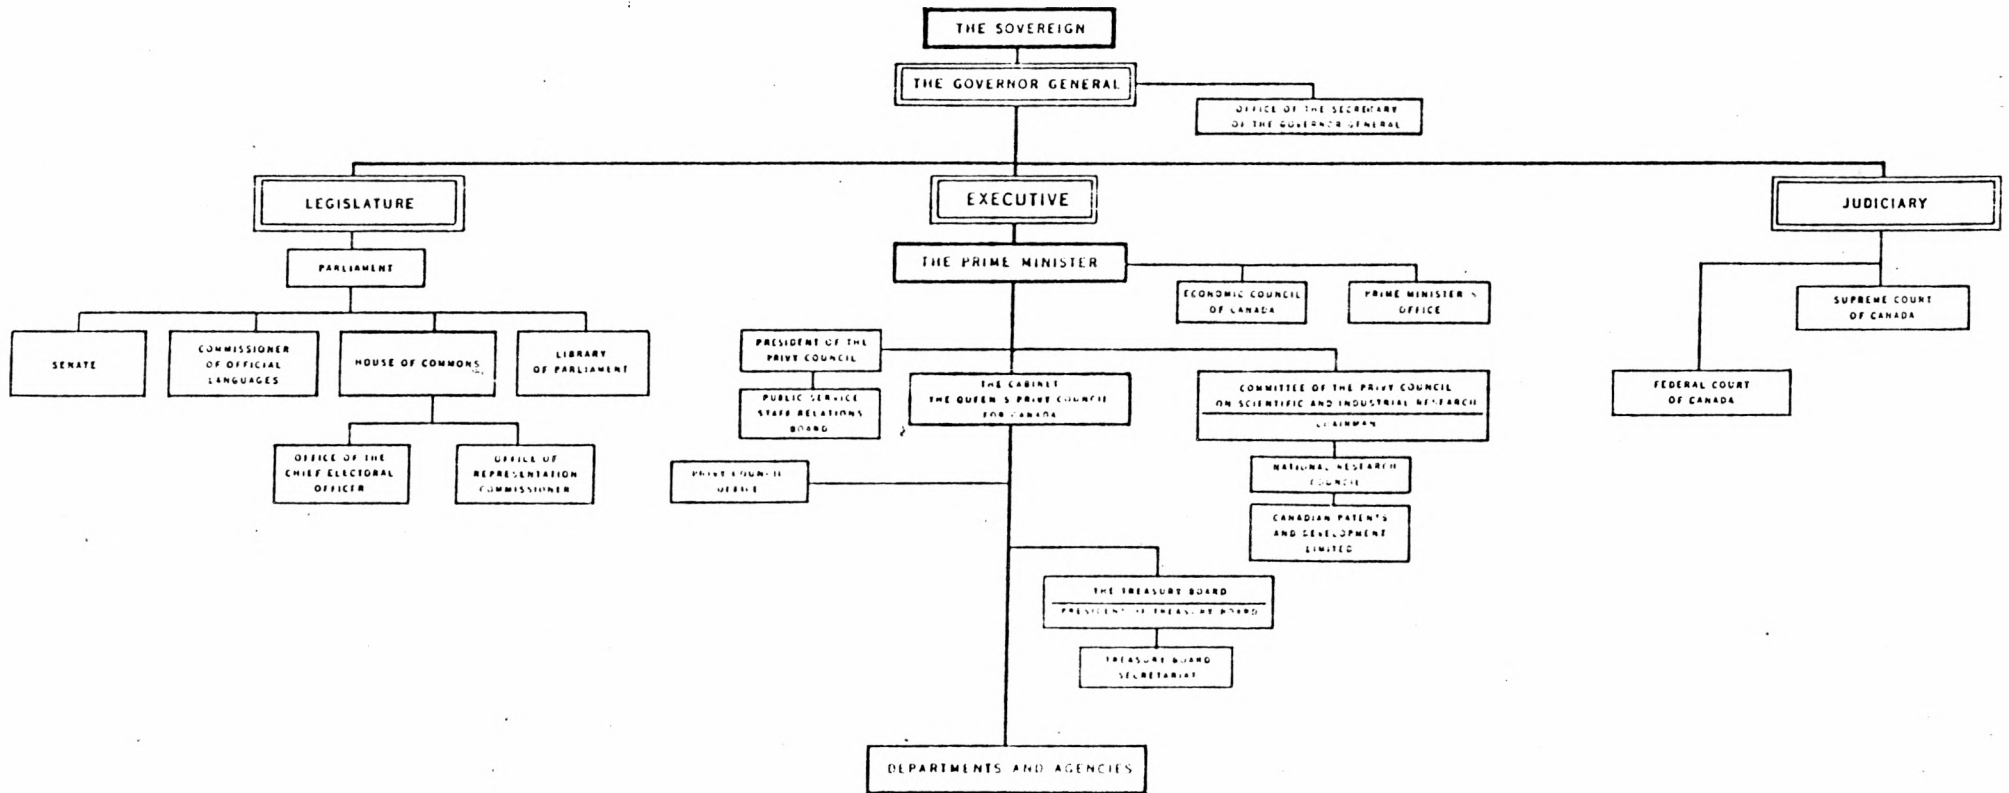 THE SOVEREIGN
THE GOVERNOR GENERAL
OFFICE OF THE SECRETARY
OF THE GOVERNOR GENERAL
LEGISLATURE
EXECUTIVE
JUDICIARY
PARLIAMENT
THE PRIME MINISTER
ECONOMIC COUNCIL
OF CANADA
PRIME MINISTER S
OFFICE
SUPREME COURT
OF CANADA
FEDERAL COURT
OF CANADA
SENATE
COMMISSIONER
OF OFFICIAL
LANGUAGES
HOUSE OF COMMONS
LIBRARY
OF PARLIAMENT
OFFICE OF THE
CHIEF ELECTORAL
OFFICER
OFFICE OF
REPRESENTATION
COMMISSIONER
PRESIDENT OF THE
PRIVY COUNCIL
PUBLIC SERVICE
STAFF RELATIONS
BOARD
THE CABINET
THE QUEEN S PRIVY COUNCIL
FOR CANADA
COMMITTEE OF THE PRIVY COUNCIL
ON SCIENTIFIC AND INDUSTRIAL RESEARCH
CHAIRMAN
PRIVY COUNCIL
OFFICE
NATIONAL RESEARCH
COUNCIL
CANADIAN PATENTS
AND DEVELOPMENT
LIMITED
THE TREASURY BOARD
PRESIDENT OF TREASURY BOARD
TREASURY BOARD
SECRETARIAT
DEPARTMENTS AND AGENCIES